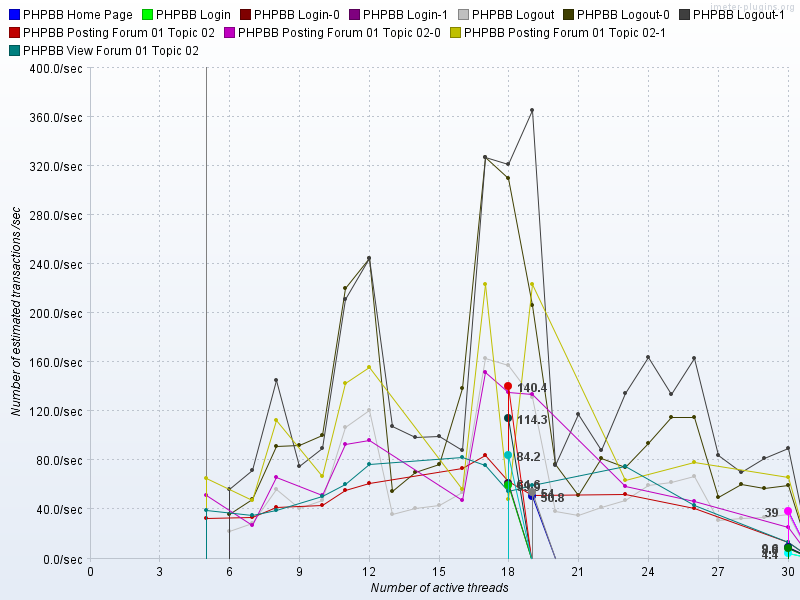 jmeter-plugins.org
PHPBB Home Page PHPBB Login PHPBB Login-0 PHPBB Login-1 PHPBB Logout PHPBB Logout-0 PHPBB Logout-1
PHPBB Posting Forum 01 Topic 02 PHPBB Posting Forum 01 Topic 02-0 PHPBB Posting Forum 01 Topic 02-1
PHPBB View Forum 01 Topic 02
400.0/sec
360.0/sec
320.0/sec
280.0/sec
240.0/sec
200.0/sec
160.0/sec
120.0/sec
80.0/sec
40.0/sec
0.0/sec
Number of estimated transactions /sec
140.4
114.3
84.2
50.8
39
4.4
0 3 6 9 12 15 18 21 24 27 30
Number of active threads